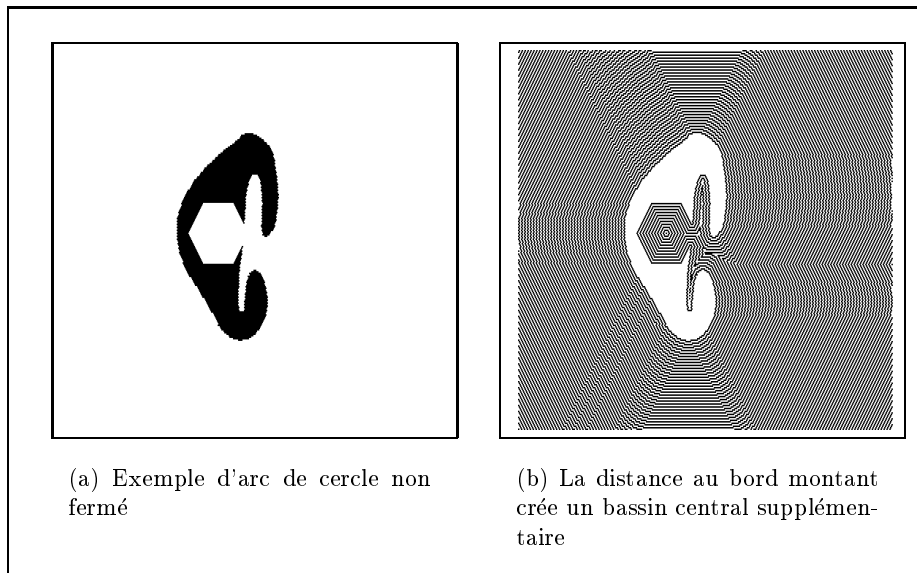 (a) Exemple d'arc de cercle non
fermé
(b) La distance au bord montant
crée un bassin central supplémen-
taire